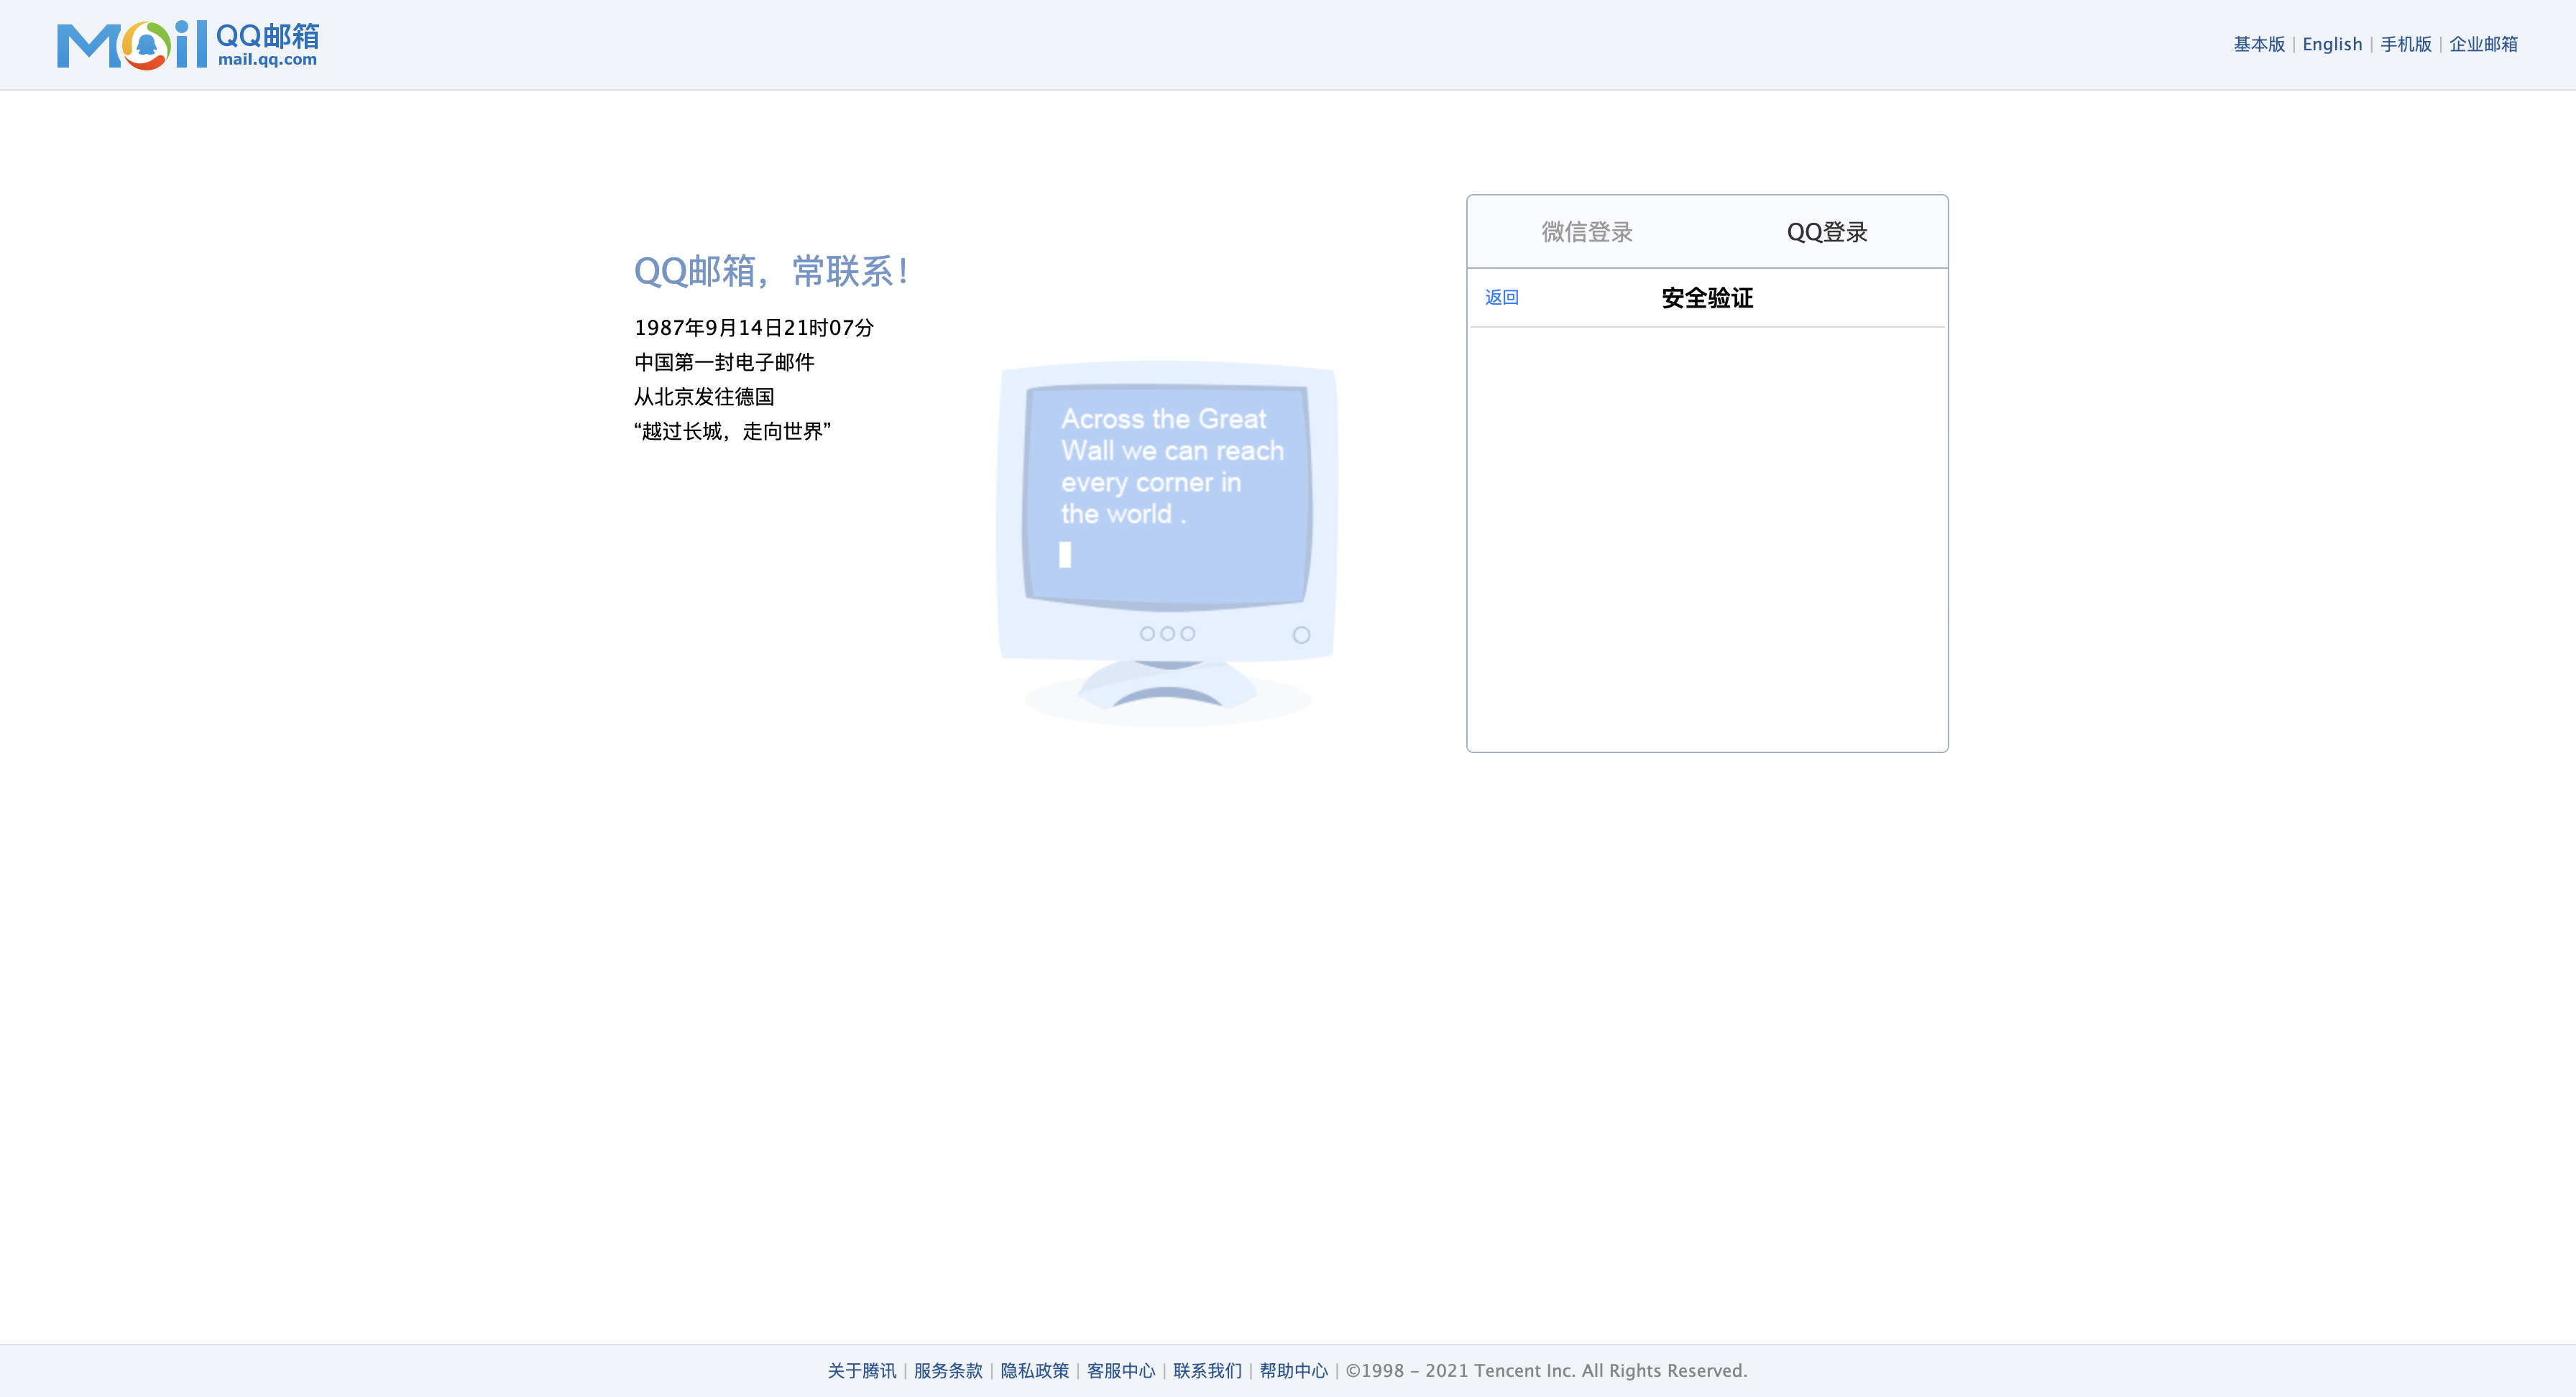 Mail QQ邮箱
mail.qq.com
基本版 | English | 手机版 | 企业邮箱
QQ邮箱，常联系！
1987年9月14日21时07分
中国第一封电子邮件
从北京发往德国
“越过长城，走向世界”
Across the Great
Wall we can reach
every corner in
the world .
微信登录 QQ登录
返回 安全验证
关于腾讯 | 服务条款 | 隐私政策 | 客服中心 | 联系我们 | 帮助中心 | ©1998 - 2021 Tencent Inc. All Rights Reserved.